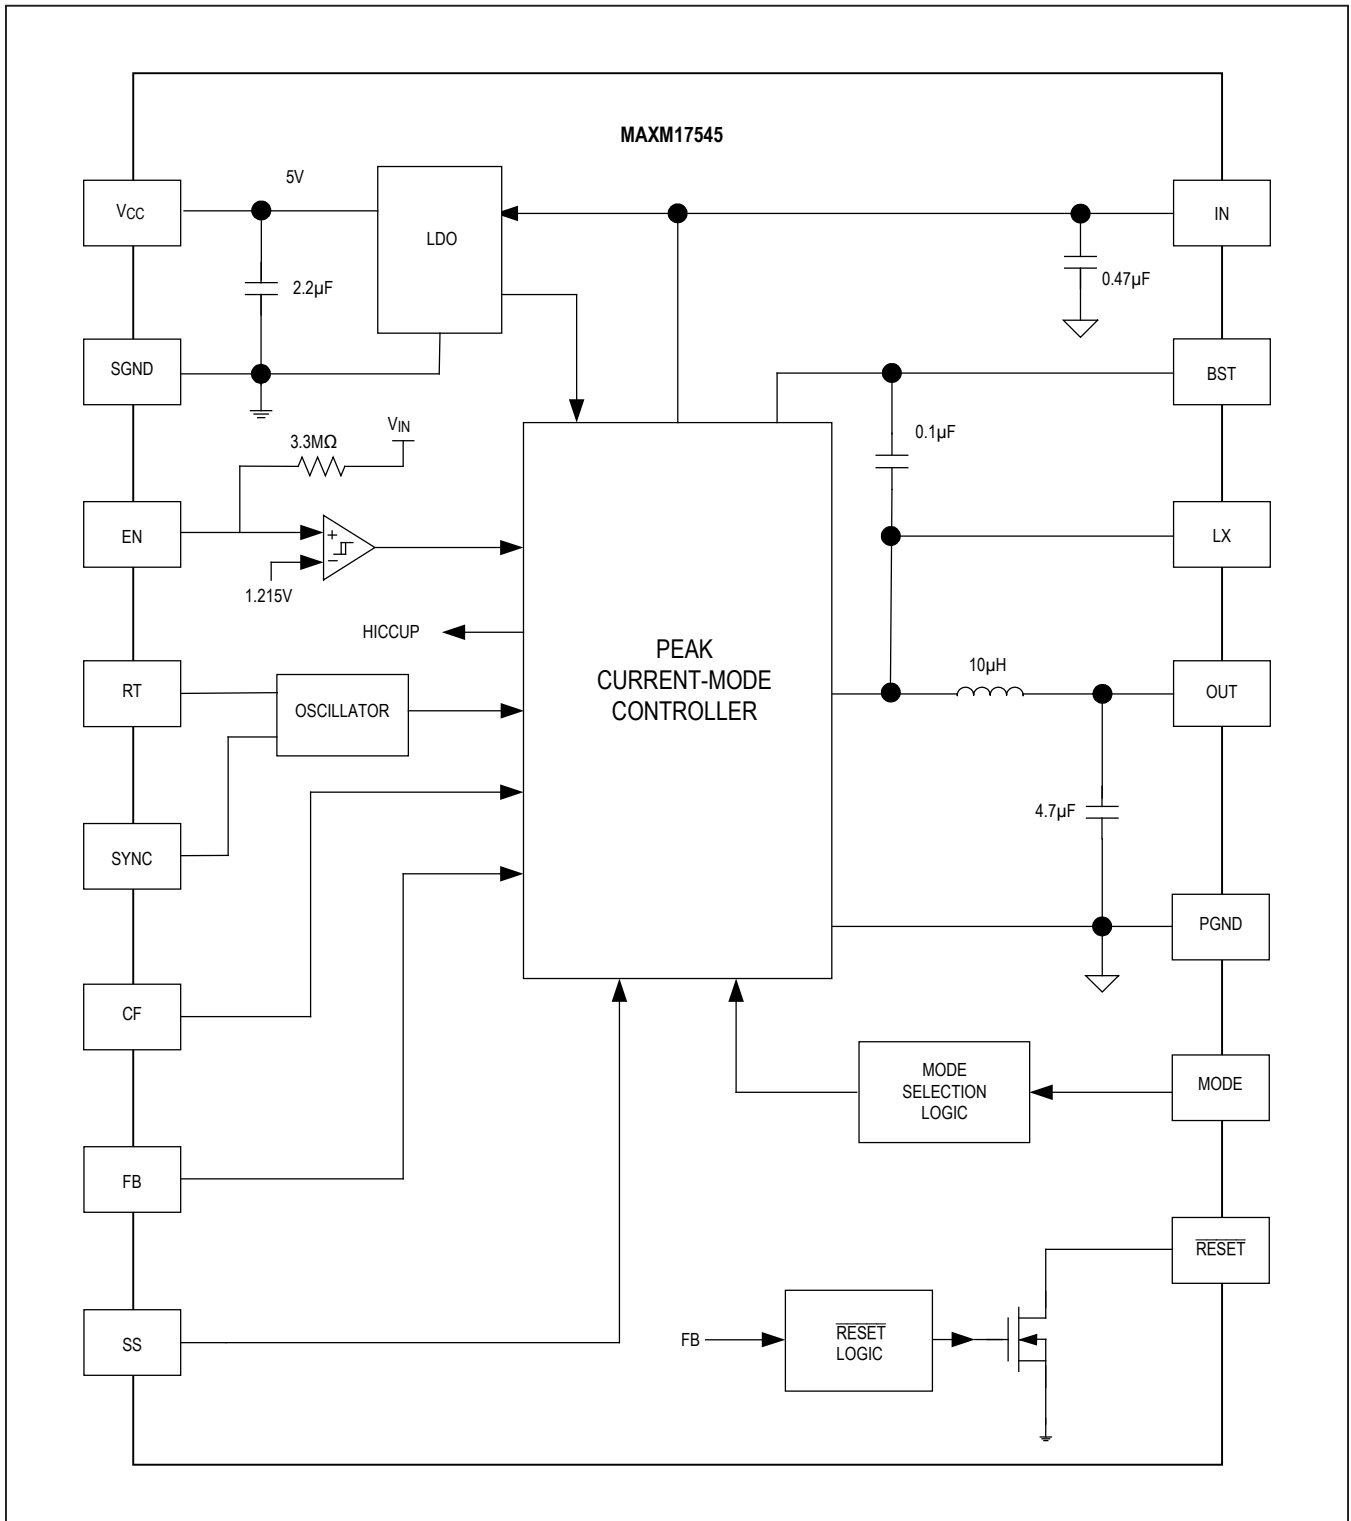 MAXM17545
VCC
5V
LDO
IN
2.2µF
0.47µF
SGND
BST
VIN
3.3MΩ
0.1µF
EN
+
−
1.215V
LX
HICCUP
PEAK
CURRENT-MODE
CONTROLLER
RT
OSCILLATOR
10µH
OUT
SYNC
4.7µF
PGND
CF
MODE
SELECTION
LOGIC
MODE
FB
RESET
FB
RESET
LOGIC
SS